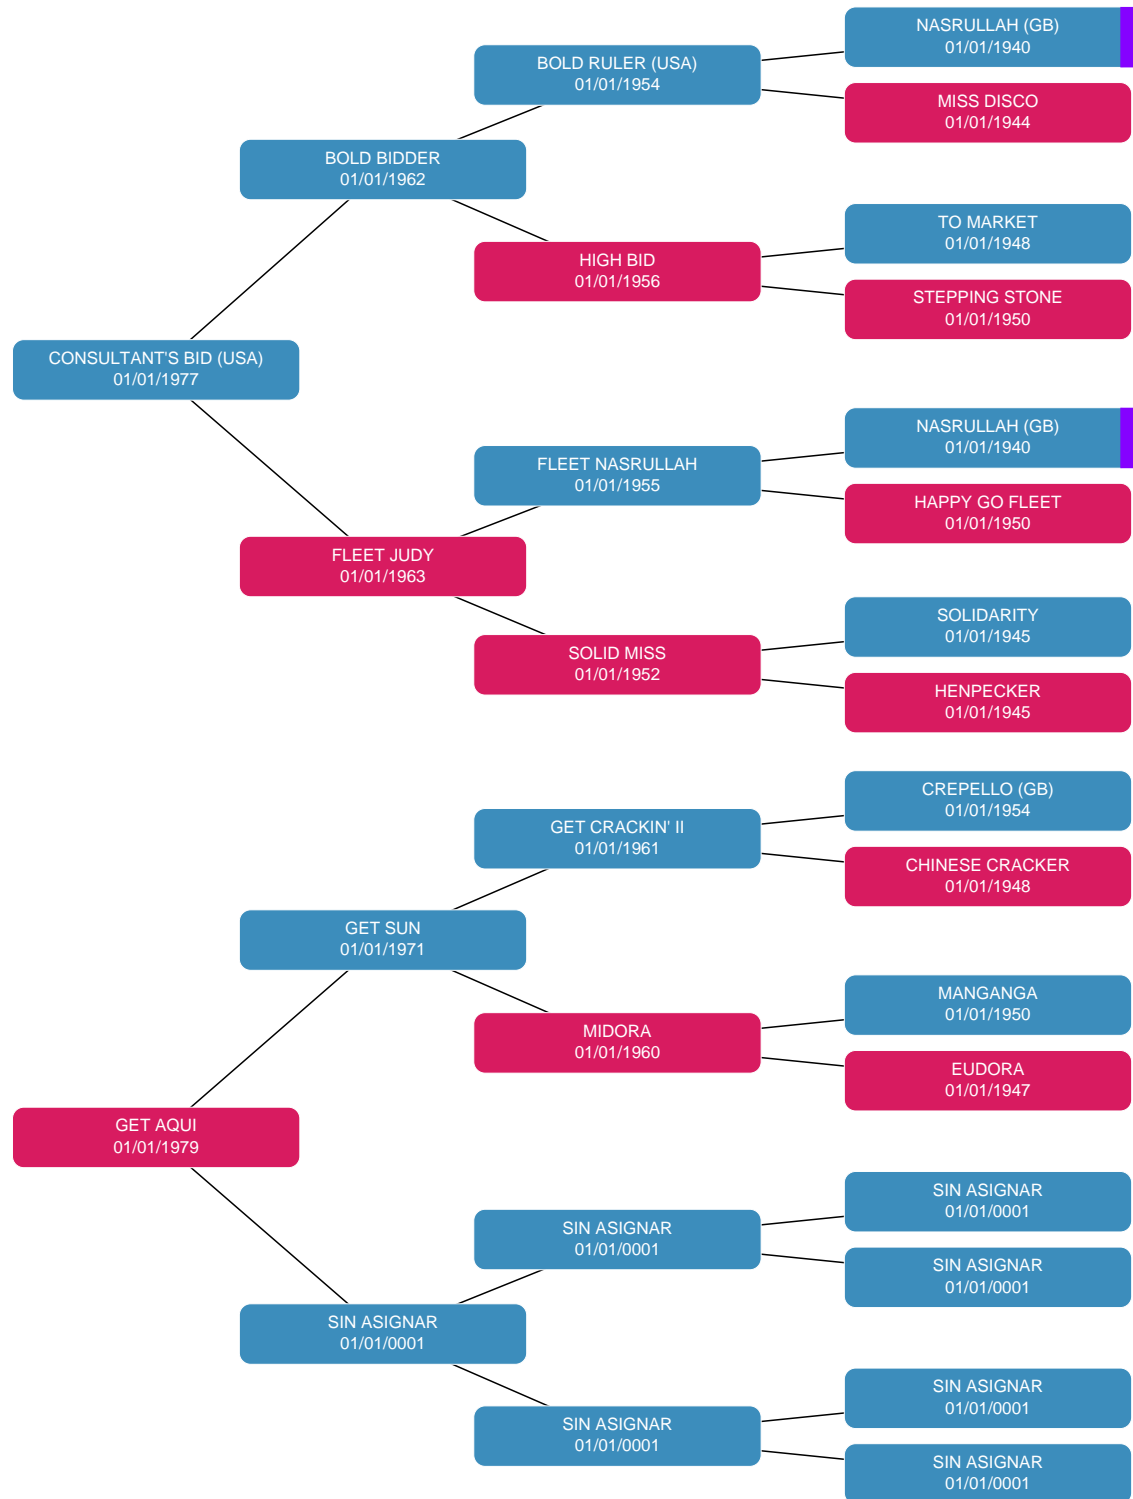 NASRULLAH (GB)
01/01/1940
BOLD RULER (USA)
01/01/1954
MISS DISCO
01/01/1944
BOLD BIDDER
01/01/1962
TO MARKET
01/01/1948
HIGH BID
01/01/1956
STEPPING STONE
01/01/1950
CONSULTANT'S BID (USA)
01/01/1977
NASRULLAH (GB)
01/01/1940
FLEET NASRULLAH
01/01/1955
HAPPY GO FLEET
01/01/1950
FLEET JUDY
01/01/1963
SOLIDARITY
01/01/1945
SOLID MISS
01/01/1952
HENPECKER
01/01/1945
CREPELLO (GB)
01/01/1954
GET CRACKIN' II
01/01/1961
CHINESE CRACKER
01/01/1948
GET SUN
01/01/1971
MANGANGA
01/01/1950
MIDORA
01/01/1960
EUDORA
01/01/1947
GET AQUI
01/01/1979
SIN ASIGNAR
01/01/0001
SIN ASIGNAR
01/01/0001
SIN ASIGNAR
01/01/0001
SIN ASIGNAR
01/01/0001
SIN ASIGNAR
01/01/0001
SIN ASIGNAR
01/01/0001
SIN ASIGNAR
01/01/0001